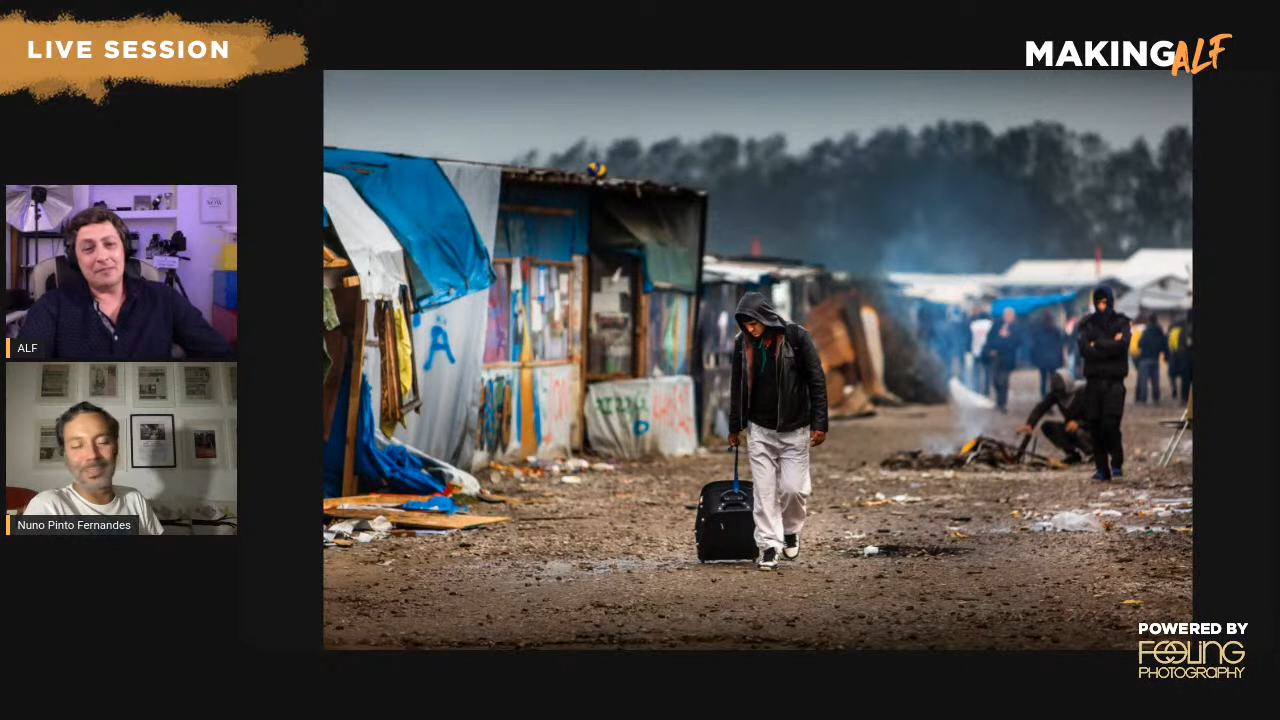 LIVE SESSION
MAKINGALF
A
ALF
Nuno Pinto Fernandes
POWERED BY
FEELING
PHOTOGRAPHY